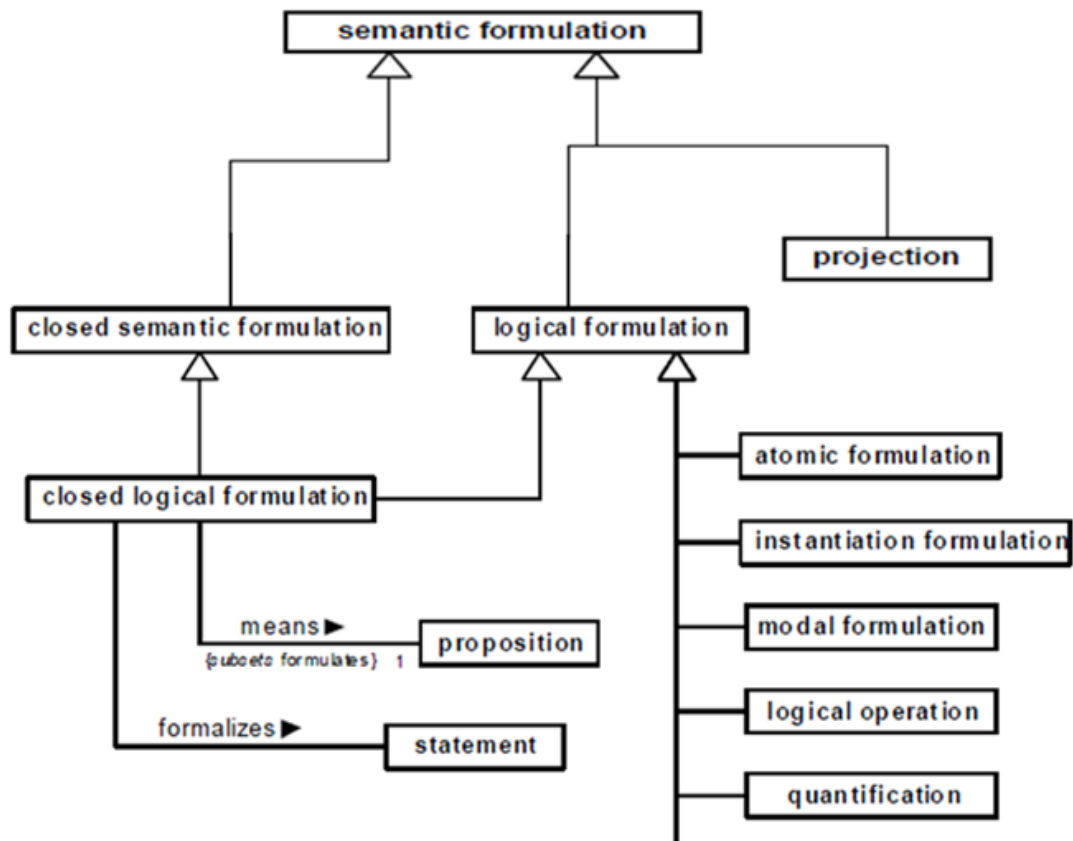 semantic formulation
projection
closed semantic formulation
logical formulation
atomic formulation
closed logical formulation
instantiation formulation
means ►
modal formulation
{subsets formulates} 1
proposition
logical operation
formalizes ►
statement
quantification